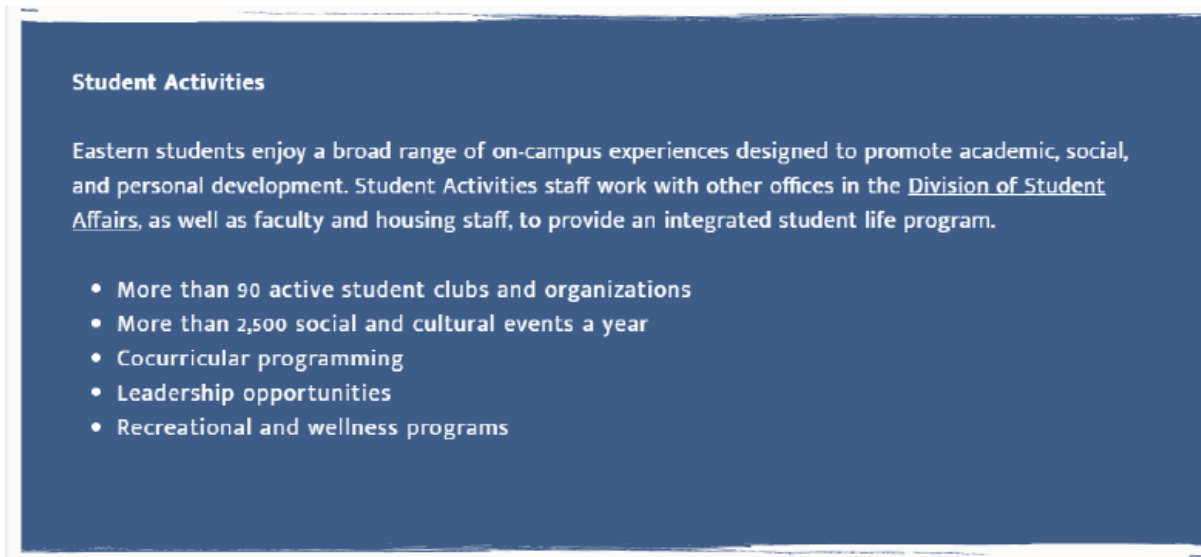 Student Activities
Eastern students enjoy a broad range of on-campus experiences designed to promote academic, social,
and personal development. Student Activities staff work with other offices in the Division of Student
Affairs, as well as faculty and housing staff, to provide an integrated student life program.
• More than 90 active student clubs and organizations
• More than 2,500 social and cultural events a year
• Cocurricular programming
• Leadership opportunities
• Recreational and wellness programs